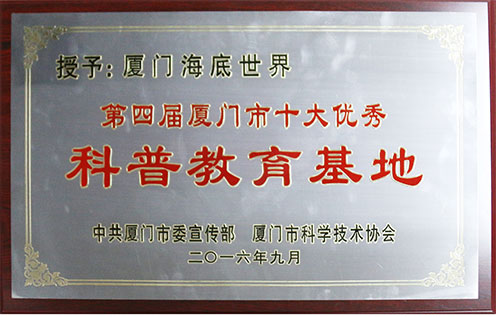 授予：厦门海底世界
第四届厦门市十大优秀
科普教育基地
中共厦门市委宣传部 厦门市科学技术协会
二〇一六年九月